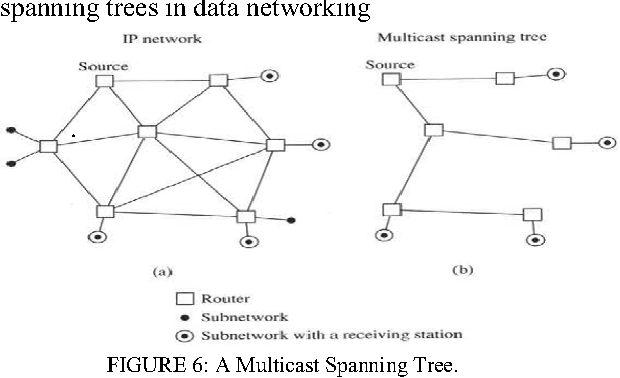 spanning trees in data networking
IP network
Multicast spanning tree
Source
Source
(a)
(b)
Router
Subnetwork
Subnetwork with a receiving station
FIGURE 6: A Multicast Spanning Tree.